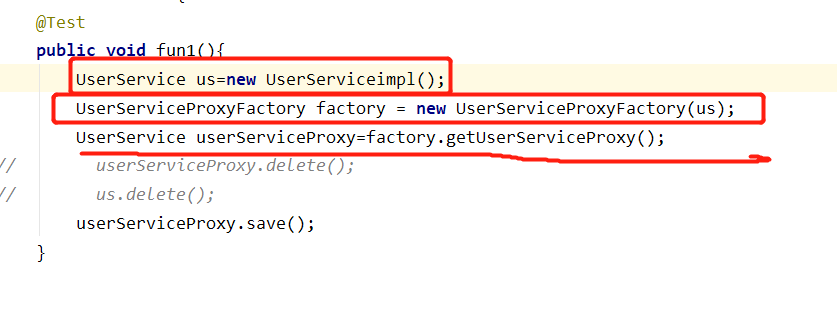 @Test
public void fun1(){
UserService us=new UserServiceimpl();
UserServiceProxyFactory factory = new UserServiceProxyFactory(us);
UserService userServiceProxy=factory.getUserServiceProxy();
// userServiceProxy.delete();
// us.delete();
userServiceProxy.save();
}